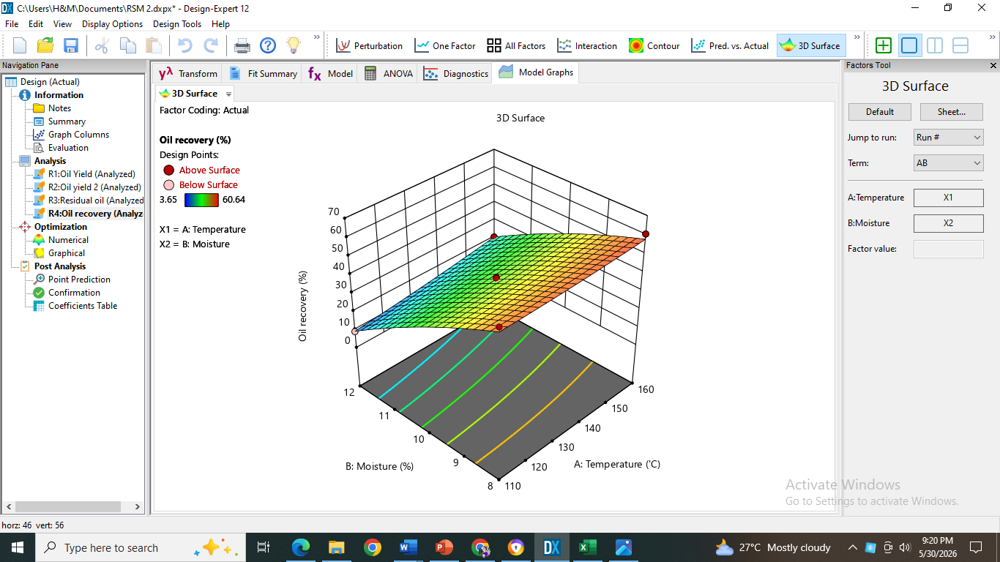 C:\Users\H&M\Documents\RSM 2.dxpx* - Design-Expert 12
File Edit View Display Options Design Tools Help
Perturbation One Factor All Factors Interaction Contour Pred. vs. Actual 3D Surface
Navigation Pane
Design (Actual)
Information
Notes
Summary
Graph Columns
Evaluation
Analysis
R1:Oil Yield (Analyzed)
R2:Oil yield 2 (Analyzed)
R3:Residual oil (Analyzed
R4:Oil recovery (Analyz
Optimization
Numerical
Graphical
Post Analysis
Point Prediction
Confirmation
Coefficients Table
Transform Fit Summary Model ANOVA Diagnostics Model Graphs
3D Surface
Factor Coding: Actual
Oil recovery (%)
Design Points:
Above Surface
Below Surface
3.65 60.64
X1 = A: Temperature
X2 = B: Moisture
3D Surface
70
60
50
40
30
20
10
0
Oil recovery (%)
12
11
10
9
8
B: Moisture (%)
110
120
130
140
150
160
A: Temperature ('C)
Factors Tool
3D Surface
Default Sheet...
Jump to run: Run #
Term: AB
A:Temperature X1
B:Moisture X2
Factor value:
Activate Windows
Go to Settings to activate Windows.
horz: 46 vert: 56
Type here to search
27°C Mostly cloudy
9:20 PM
5/30/2026